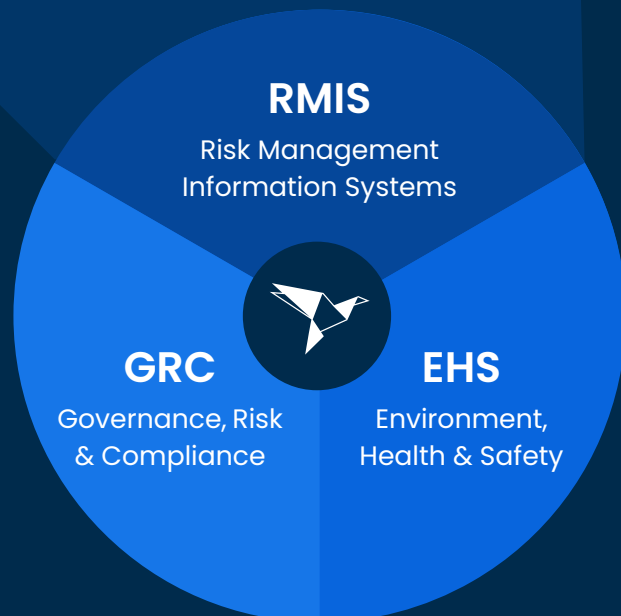 RMIS
Risk Management
Information Systems
GRC
Governance, Risk
& Compliance
EHS
Environment,
Health & Safety